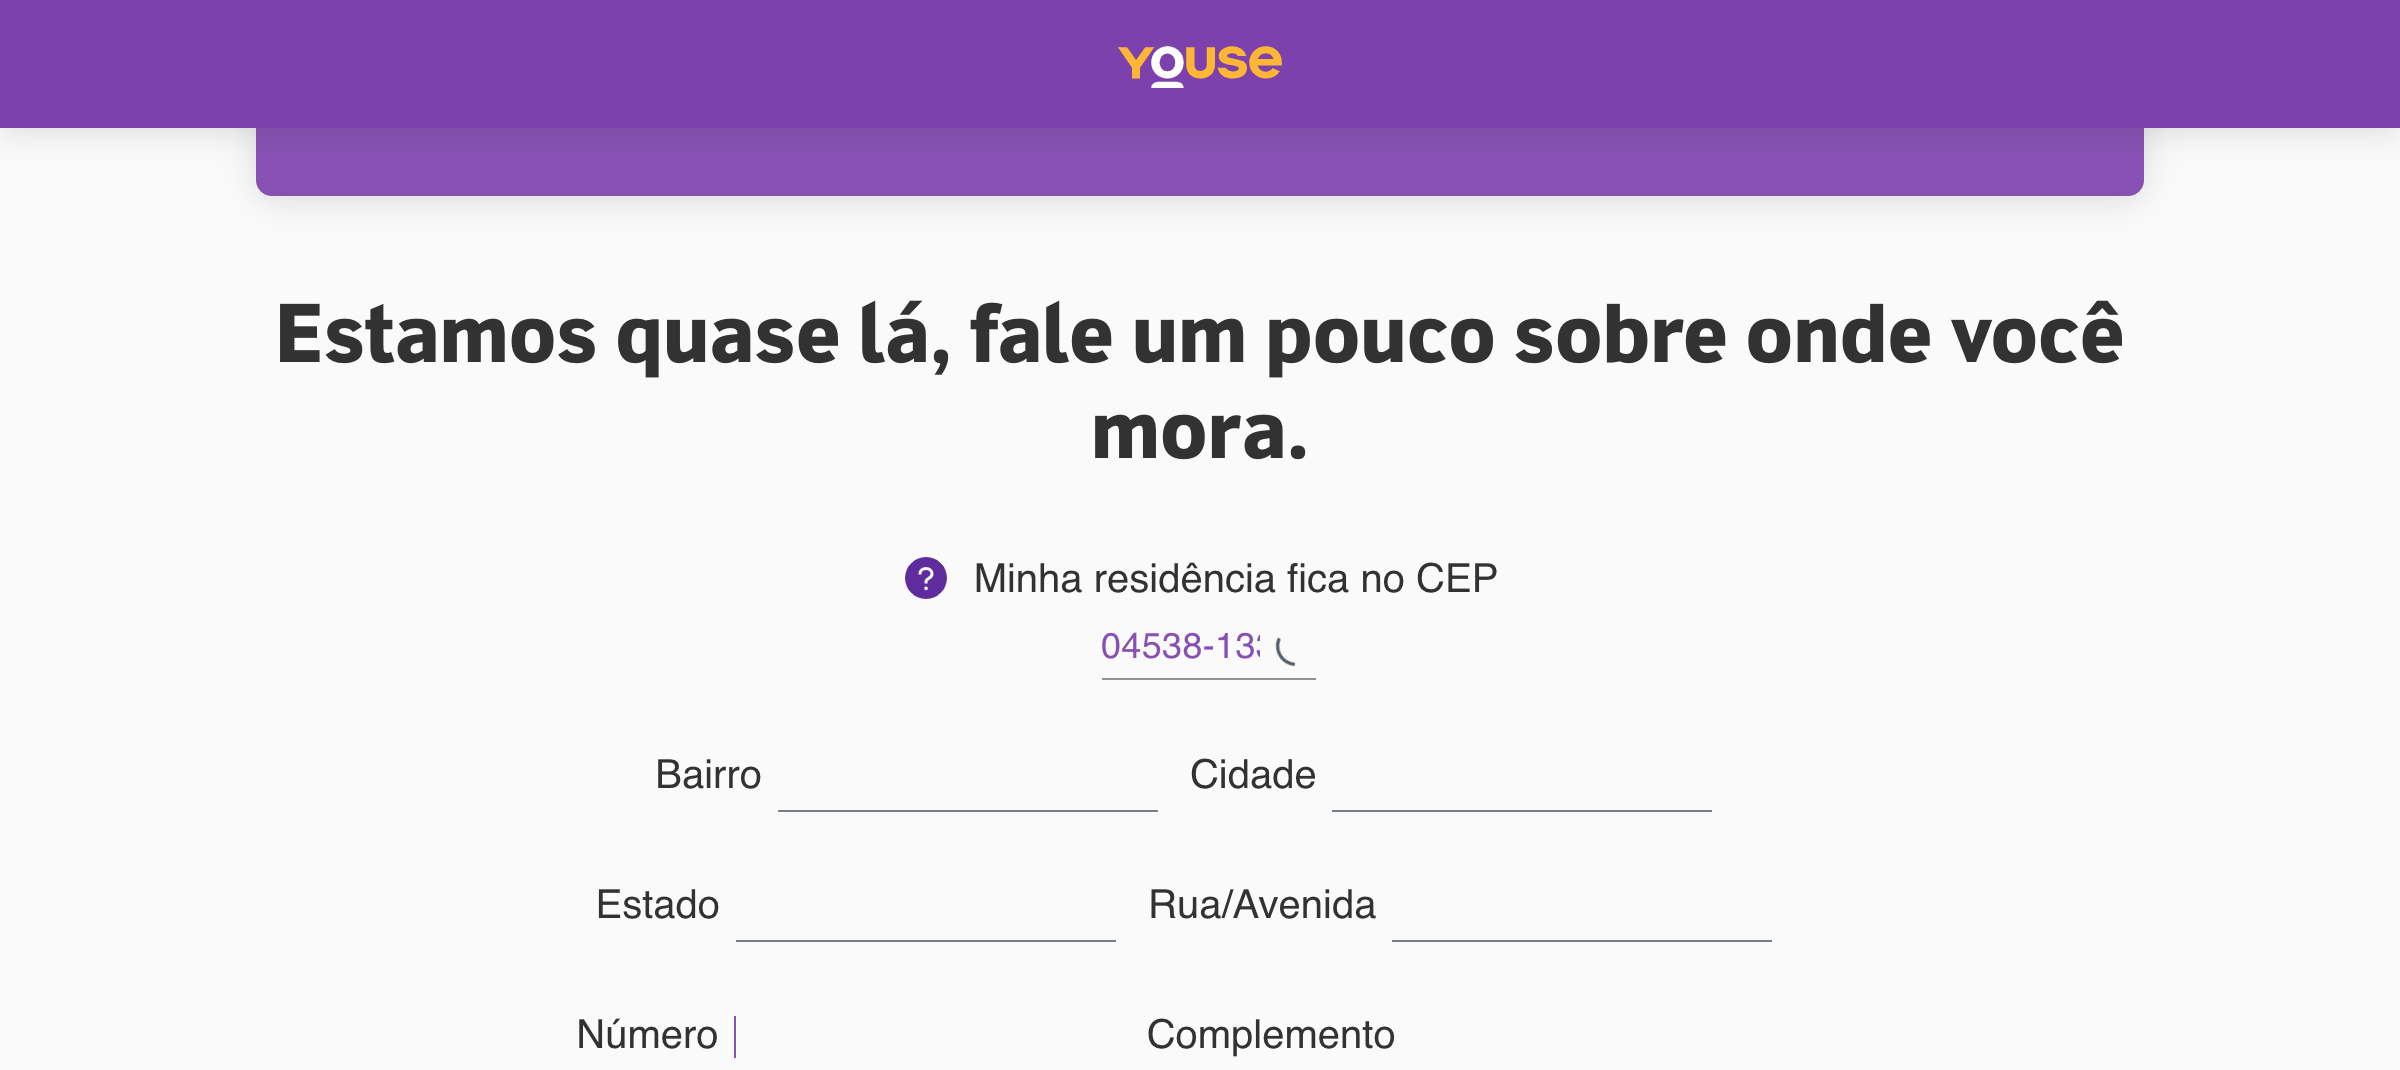 Youse
Estamos quase lá, fale um pouco sobre onde você
mora.
? Minha residência fica no CEP
04538-13
Bairro Cidade
Estado Rua/Avenida
Número Complemento